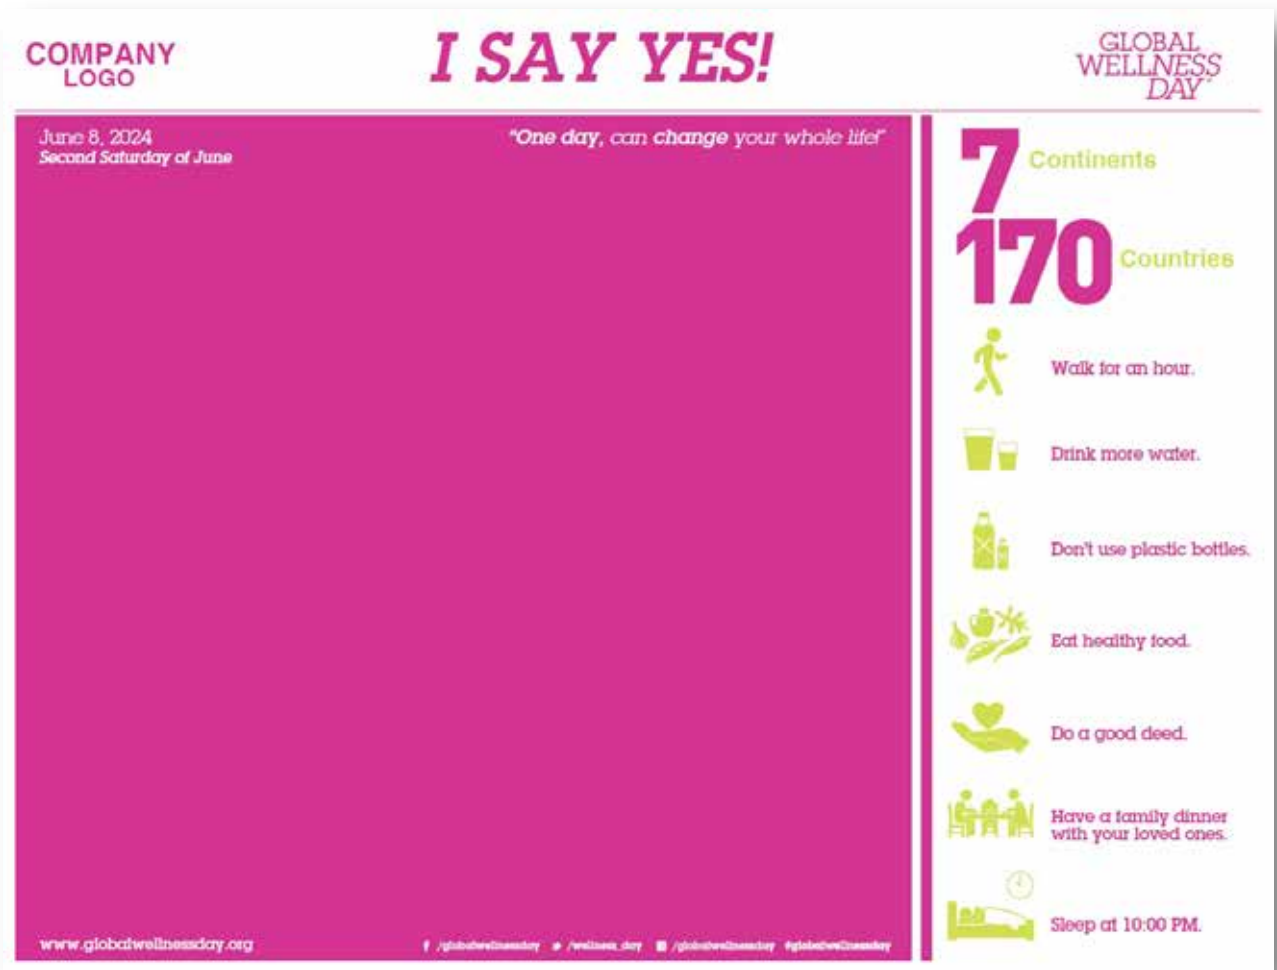 COMPANY
LOGO
I SAY YES!
GLOBAL
WELLNESS
DAY
June 8, 2024
Second Saturday of June
"One day, can change your whole life!"
7 Continents
170 Countries
Walk for an hour.
Drink more water.
Don't use plastic bottles.
Eat healthy food.
Do a good deed.
Have a family dinner
with your loved ones.
Sleep at 10:00 PM.
www.globalwellnessday.org
/globalwellnessday /wellness_day /globalwellnessday #globalwellnessday